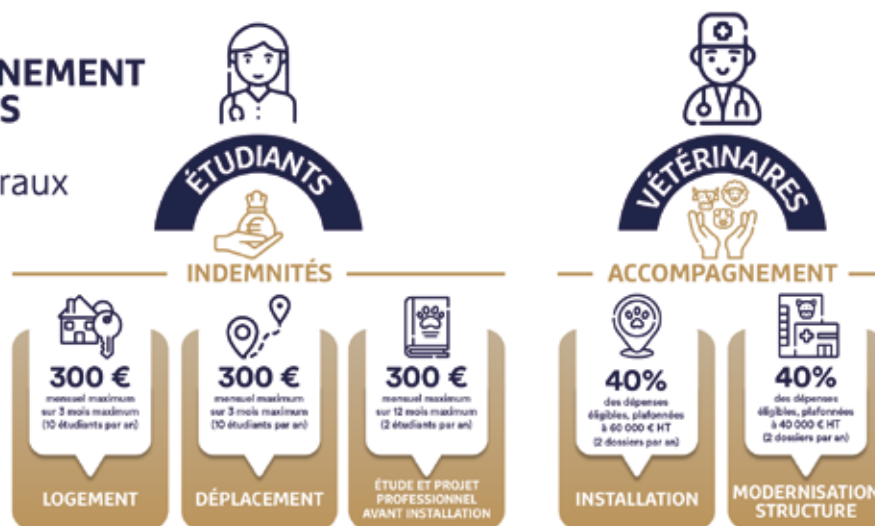 NEMENT
S
raux
ÉTUDIANTS
INDEMNITÉS
300 €
mensuel maximum
sur 3 mois maximum
(10 étudiants par an)
LOGEMENT
300 €
mensuel maximum
sur 3 mois maximum
(10 étudiants par an)
DÉPLACEMENT
300 €
mensuel maximum
sur 12 mois maximum
(2 étudiants par an)
ÉTUDE ET PROJET
PROFESSIONNEL
AVANT INSTALLATION
VÉTÉRINAIRES
ACCOMPAGNEMENT
40%
des dépenses
éligibles, plafonnées
à 60 000 € HT
(2 dossiers par an)
INSTALLATION
40%
des dépenses
éligibles, plafonnées
à 40 000 € HT
(2 dossiers par an)
MODERNISATION
STRUCTURE